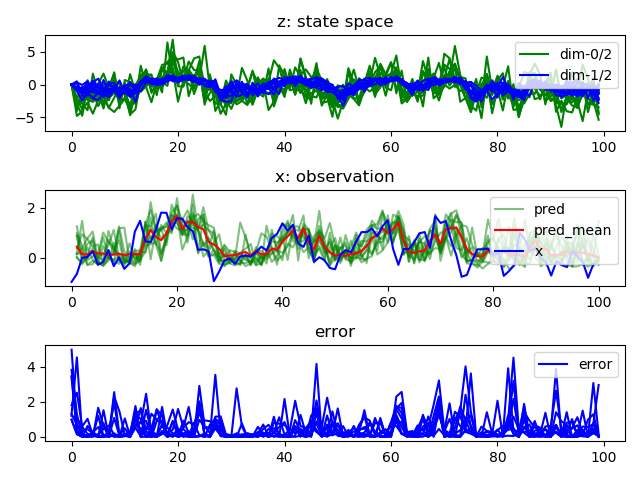 z: state space
5
0
−5
dim-0/2
dim-1/2
0 20 40 60 80 100
x: observation
2
0
pred
pred_mean
x
0 20 40 60 80 100
error
4
2
0
error
0 20 40 60 80 100